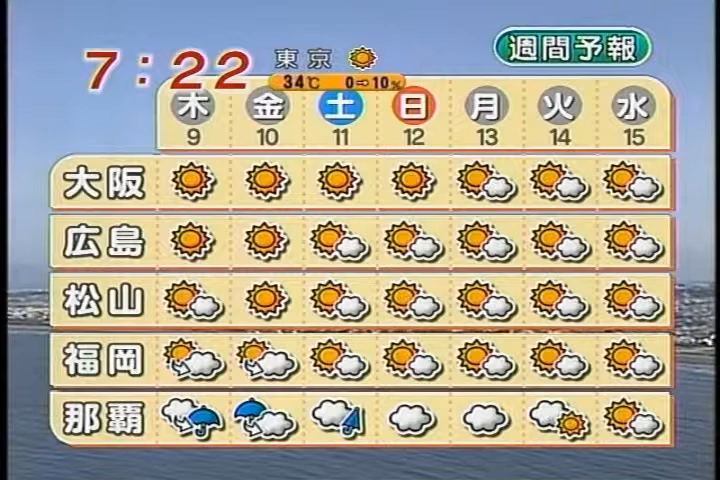 週間予報
7:22
東京
34℃ 0⇨10%
木 金 土 日 月 火 水
9 10 11 12 13 14 15
大阪
広島
松山
福岡
那覇